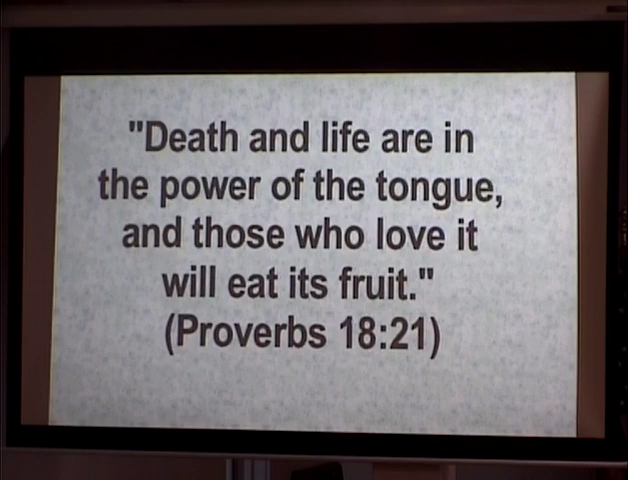 "Death and life are in
the power of the tongue,
and those who love it
will eat its fruit."
(Proverbs 18:21)